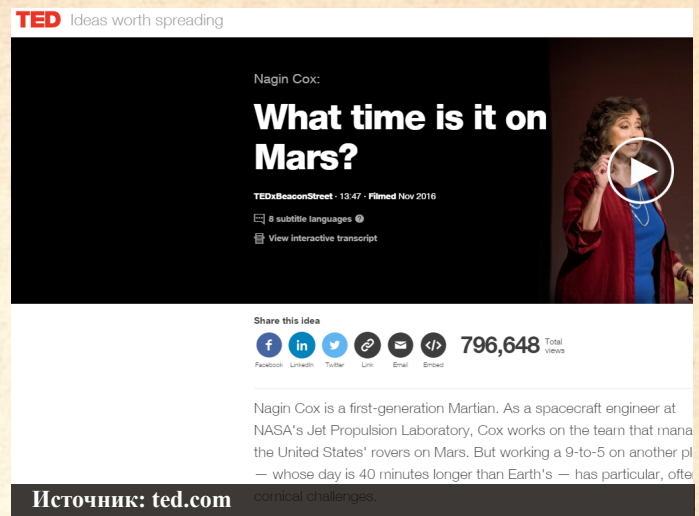 TED Ideas worth spreading
Nagin Cox:
What time is it on
Mars?
TEDxBeaconStreet · 13:47 · Filmed Nov 2016
8 subtitle languages
View interactive transcript
Share this idea
f in </>
Facebook LinkedIn Twitter Link Email Embed
796,648 Total views
Nagin Cox is a first-generation Martian. As a spacecraft engineer at
NASA's Jet Propulsion Laboratory, Cox works on the team that mana
the United States' rovers on Mars. But working a 9-to-5 on another pl
— whose day is 40 minutes longer than Earth's — has particular, ofte
comical challenges.
Источник: ted.com